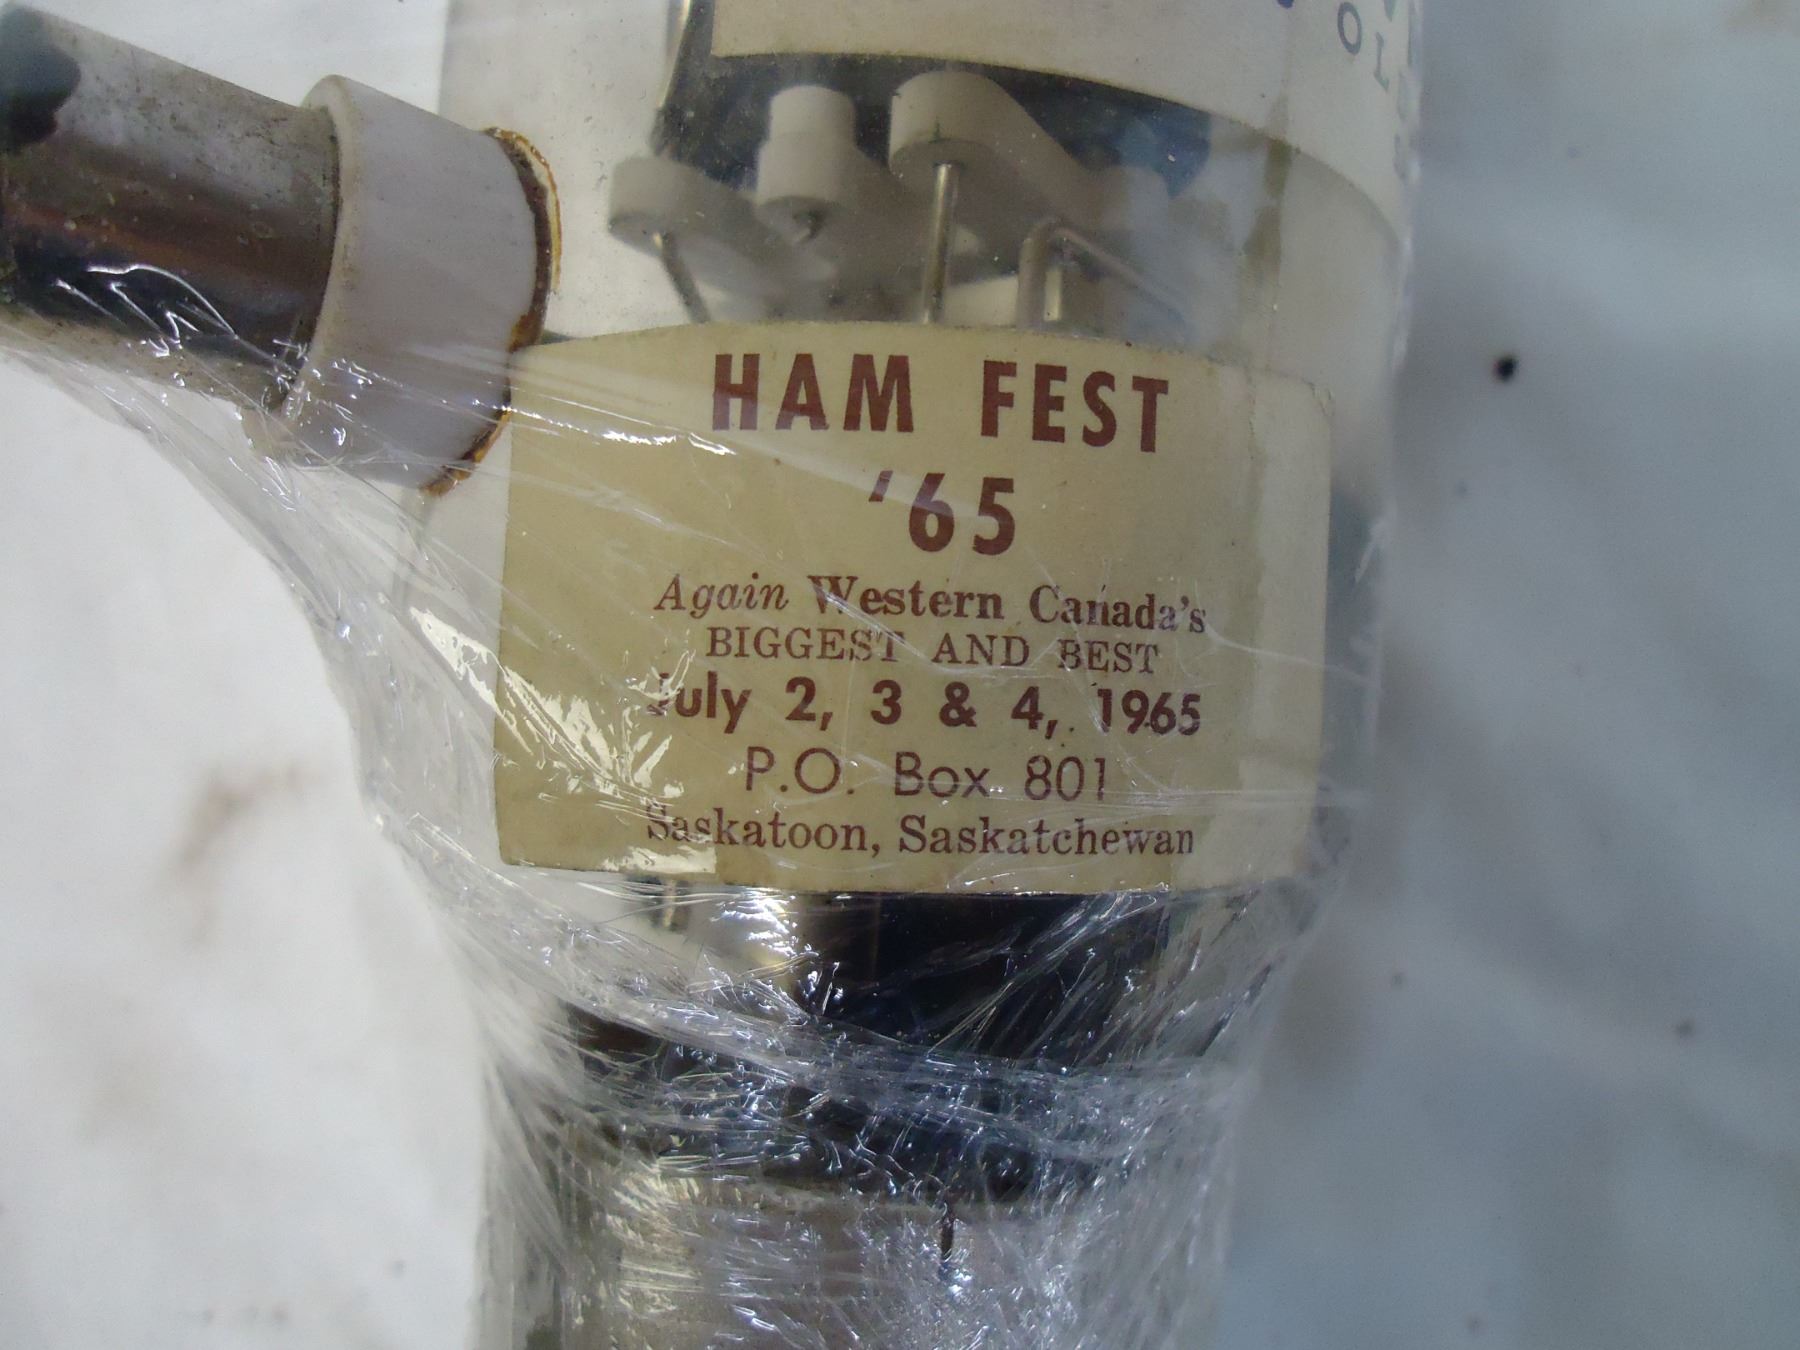 HAM FEST
'65
Again Western Canada's
BIGGEST AND BEST
July 2, 3 & 4, 1965
P.O. Box 801
Saskatoon, Saskatchewan